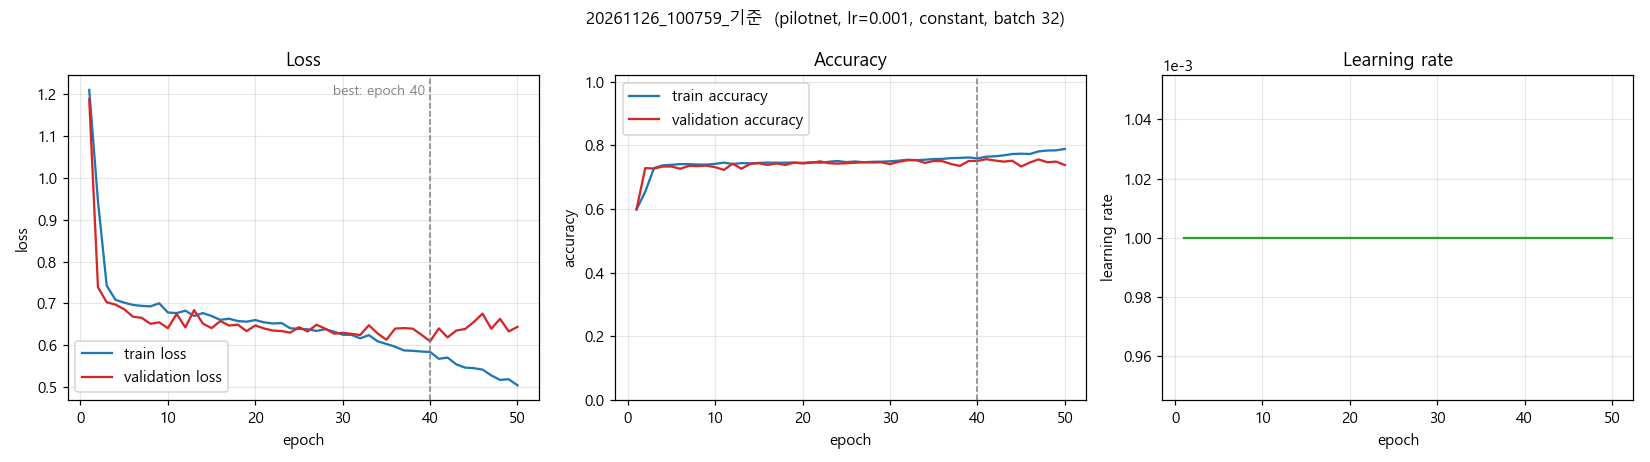 20261126_100759_기준  (pilotnet, lr=0.001, constant, batch 32)
Loss
best: epoch 40
1.2
1.1
1.0
0.9
0.8
0.7
0.6
0.5
loss
train loss
validation loss
0 10 20 30 40 50
epoch
Accuracy
train accuracy
validation accuracy
1.0
0.8
0.6
0.4
0.2
0.0
accuracy
0 10 20 30 40 50
epoch
Learning rate
1e-3
1.04
1.02
1.00
0.98
0.96
learning rate
0 10 20 30 40 50
epoch